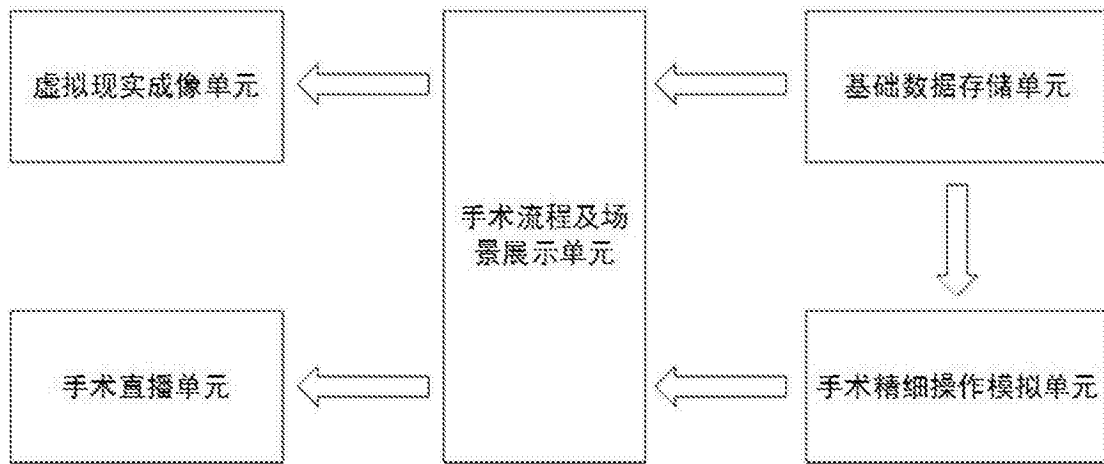 虚拟现实成像单元
基础数据存储单元
手术流程及场
景展示单元
手术直播单元
手术精细操作模拟单元